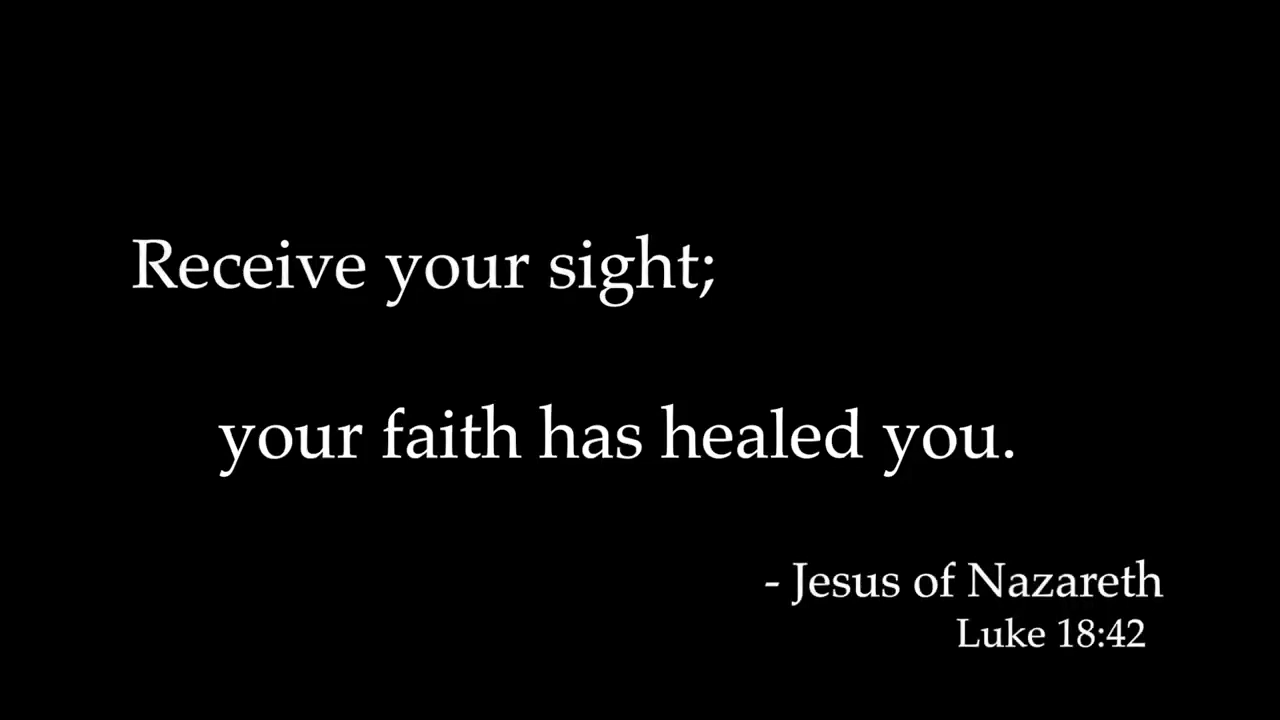 Receive your sight;
your faith has healed you.
- Jesus of Nazareth
Luke 18:42